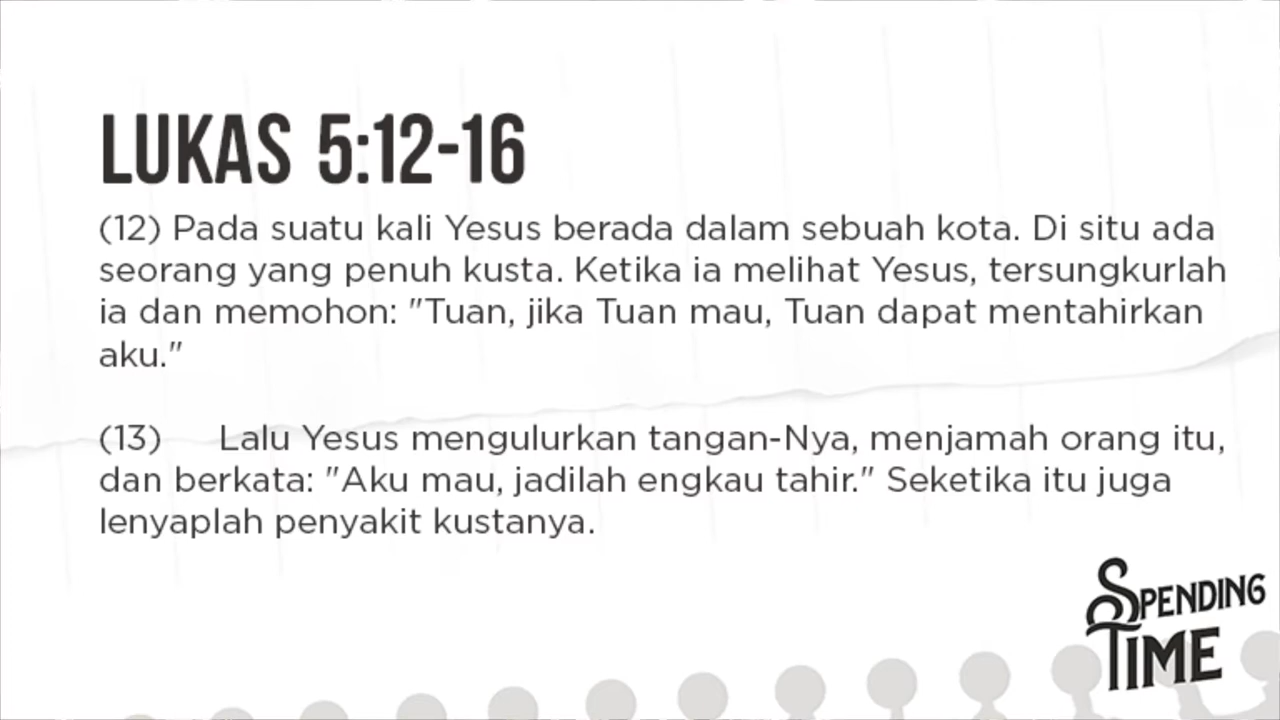 LUKAS 5:12-16
(12) Pada suatu kali Yesus berada dalam sebuah kota. Di situ ada
seorang yang penuh kusta. Ketika ia melihat Yesus, tersungkurlah
ia dan memohon: "Tuan, jika Tuan mau, Tuan dapat mentahirkan
aku."
(13) Lalu Yesus mengulurkan tangan-Nya, menjamah orang itu,
dan berkata: "Aku mau, jadilah engkau tahir." Seketika itu juga
lenyaplah penyakit kustanya.
SPENDING
TIME